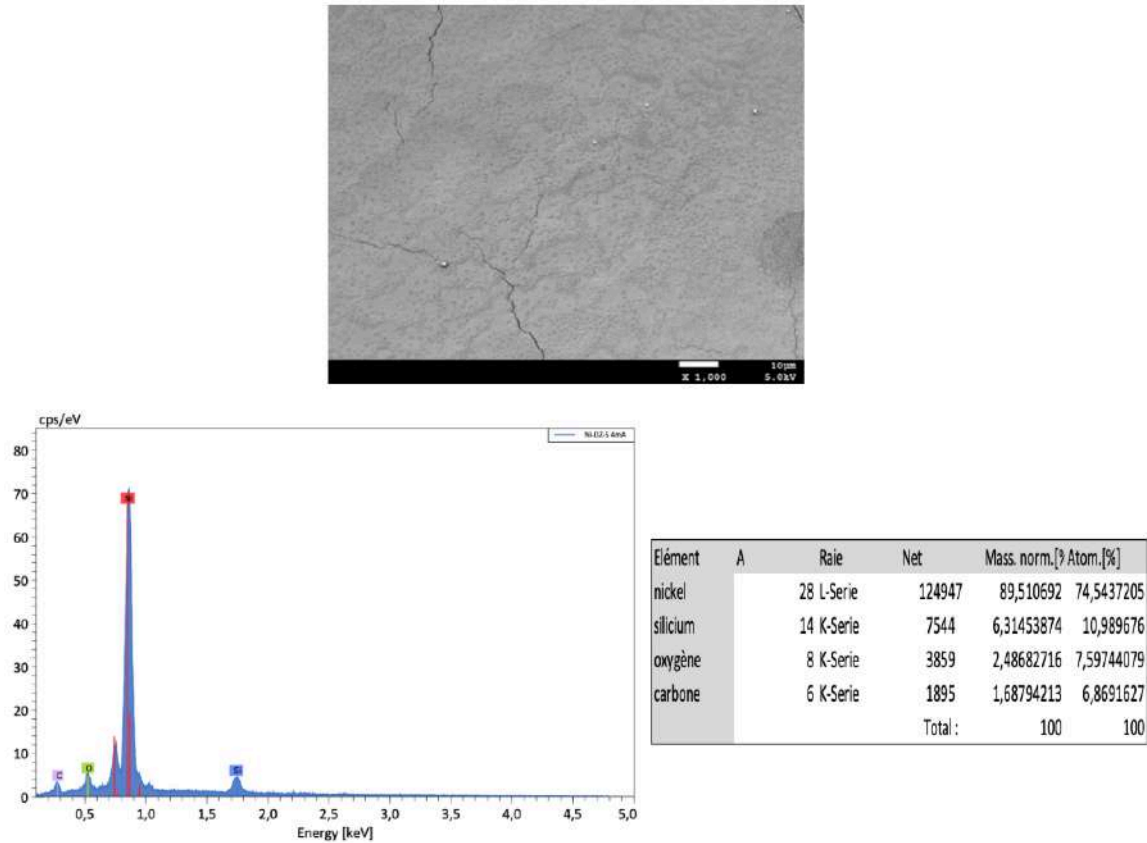 10µm
X 1,000 5.0kV
cps/eV
80
70
60
50
40
30
20
10
0
C
O
Ni
Si
0,5 1,0 1,5 2,0 2,5 3,0 3,5 4,0 4,5 5,0
Energy [keV]
Elément A Raie Net Mass. norm.[% Atom.[%]
nickel 28 L-Serie 124947 89,510692 74,5437205
silicium 14 K-Serie 7544 6,31453874 10,989676
oxygène 8 K-Serie 3859 2,48682716 7,59744079
carbone 6 K-Serie 1895 1,68794213 6,8691627
Total : 100 100